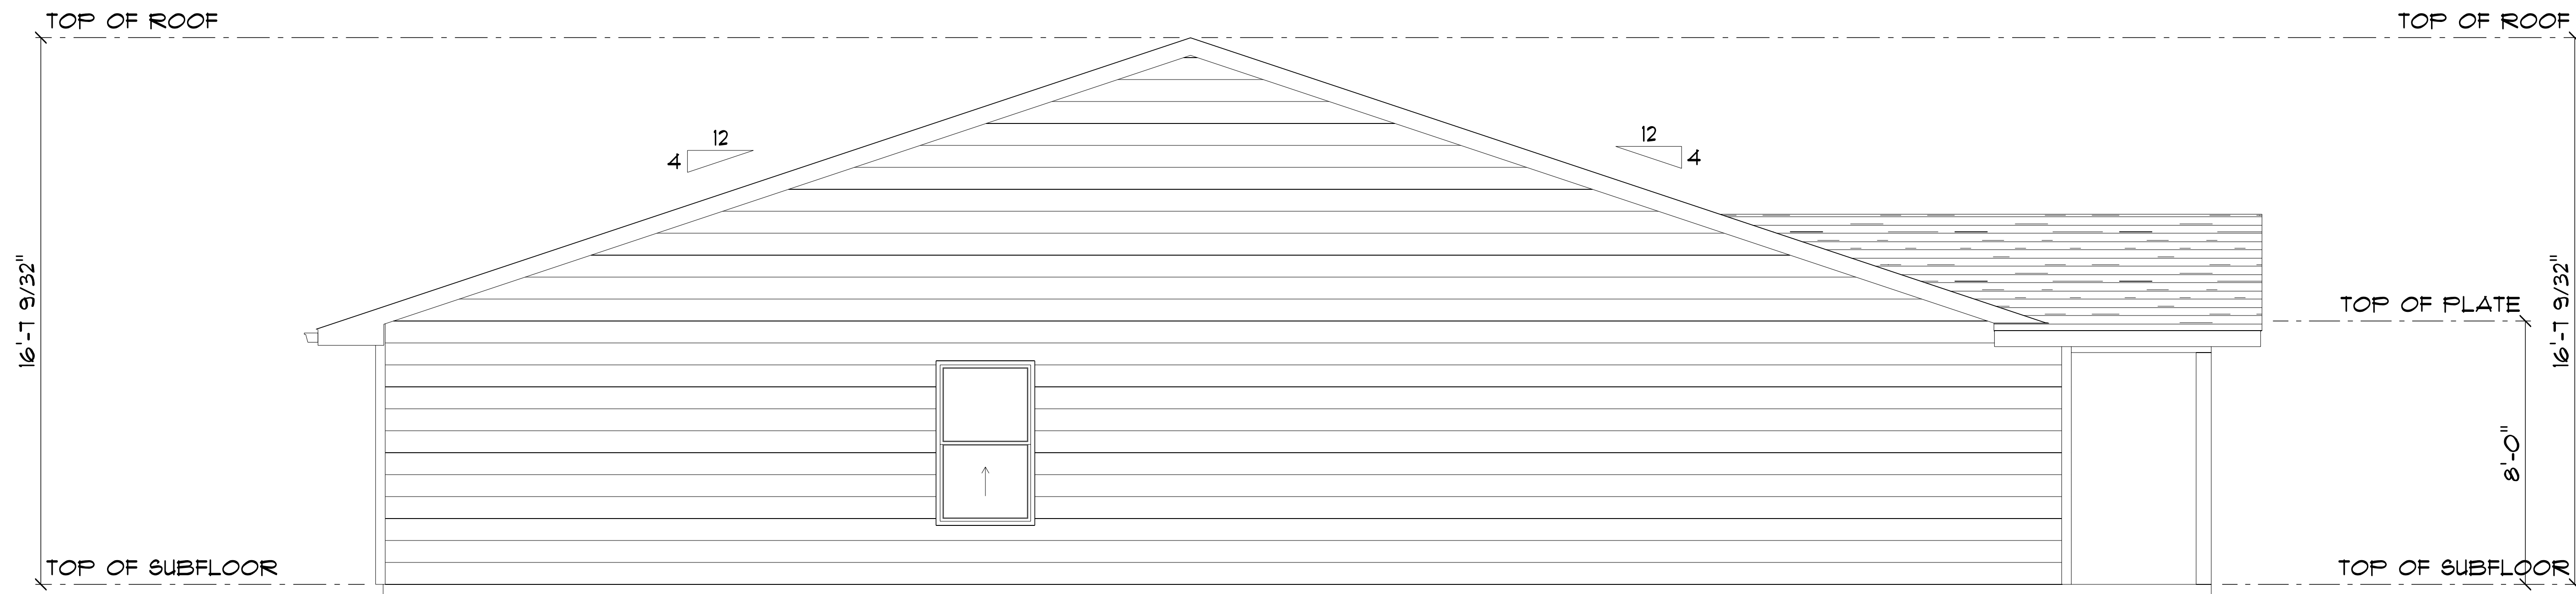 TOP OF ROOF
TOP OF ROOF
12
4
12
4
16'-7 9/32"
TOP OF PLATE
16'-7 9/32"
8'-0"
TOP OF SUBFLOOR
TOP OF SUBFLOOR